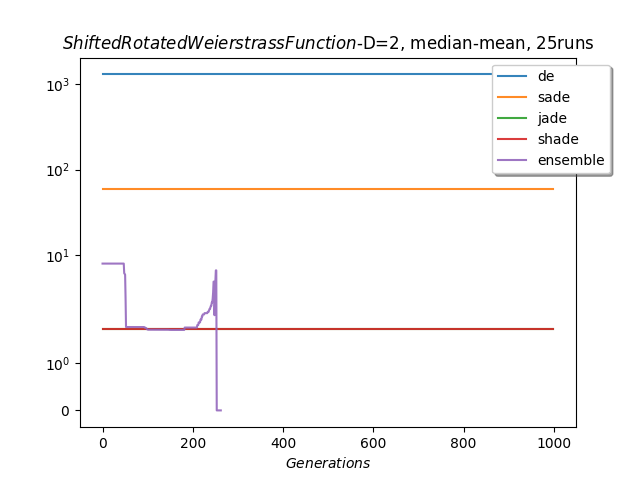 ShiftedRotatedWeierstrassFunction-D=2, median-mean, 25runs
10³
10²
10¹
10⁰
0
de
sade
jade
shade
ensemble
0 200 400 600 800 1000
Generations